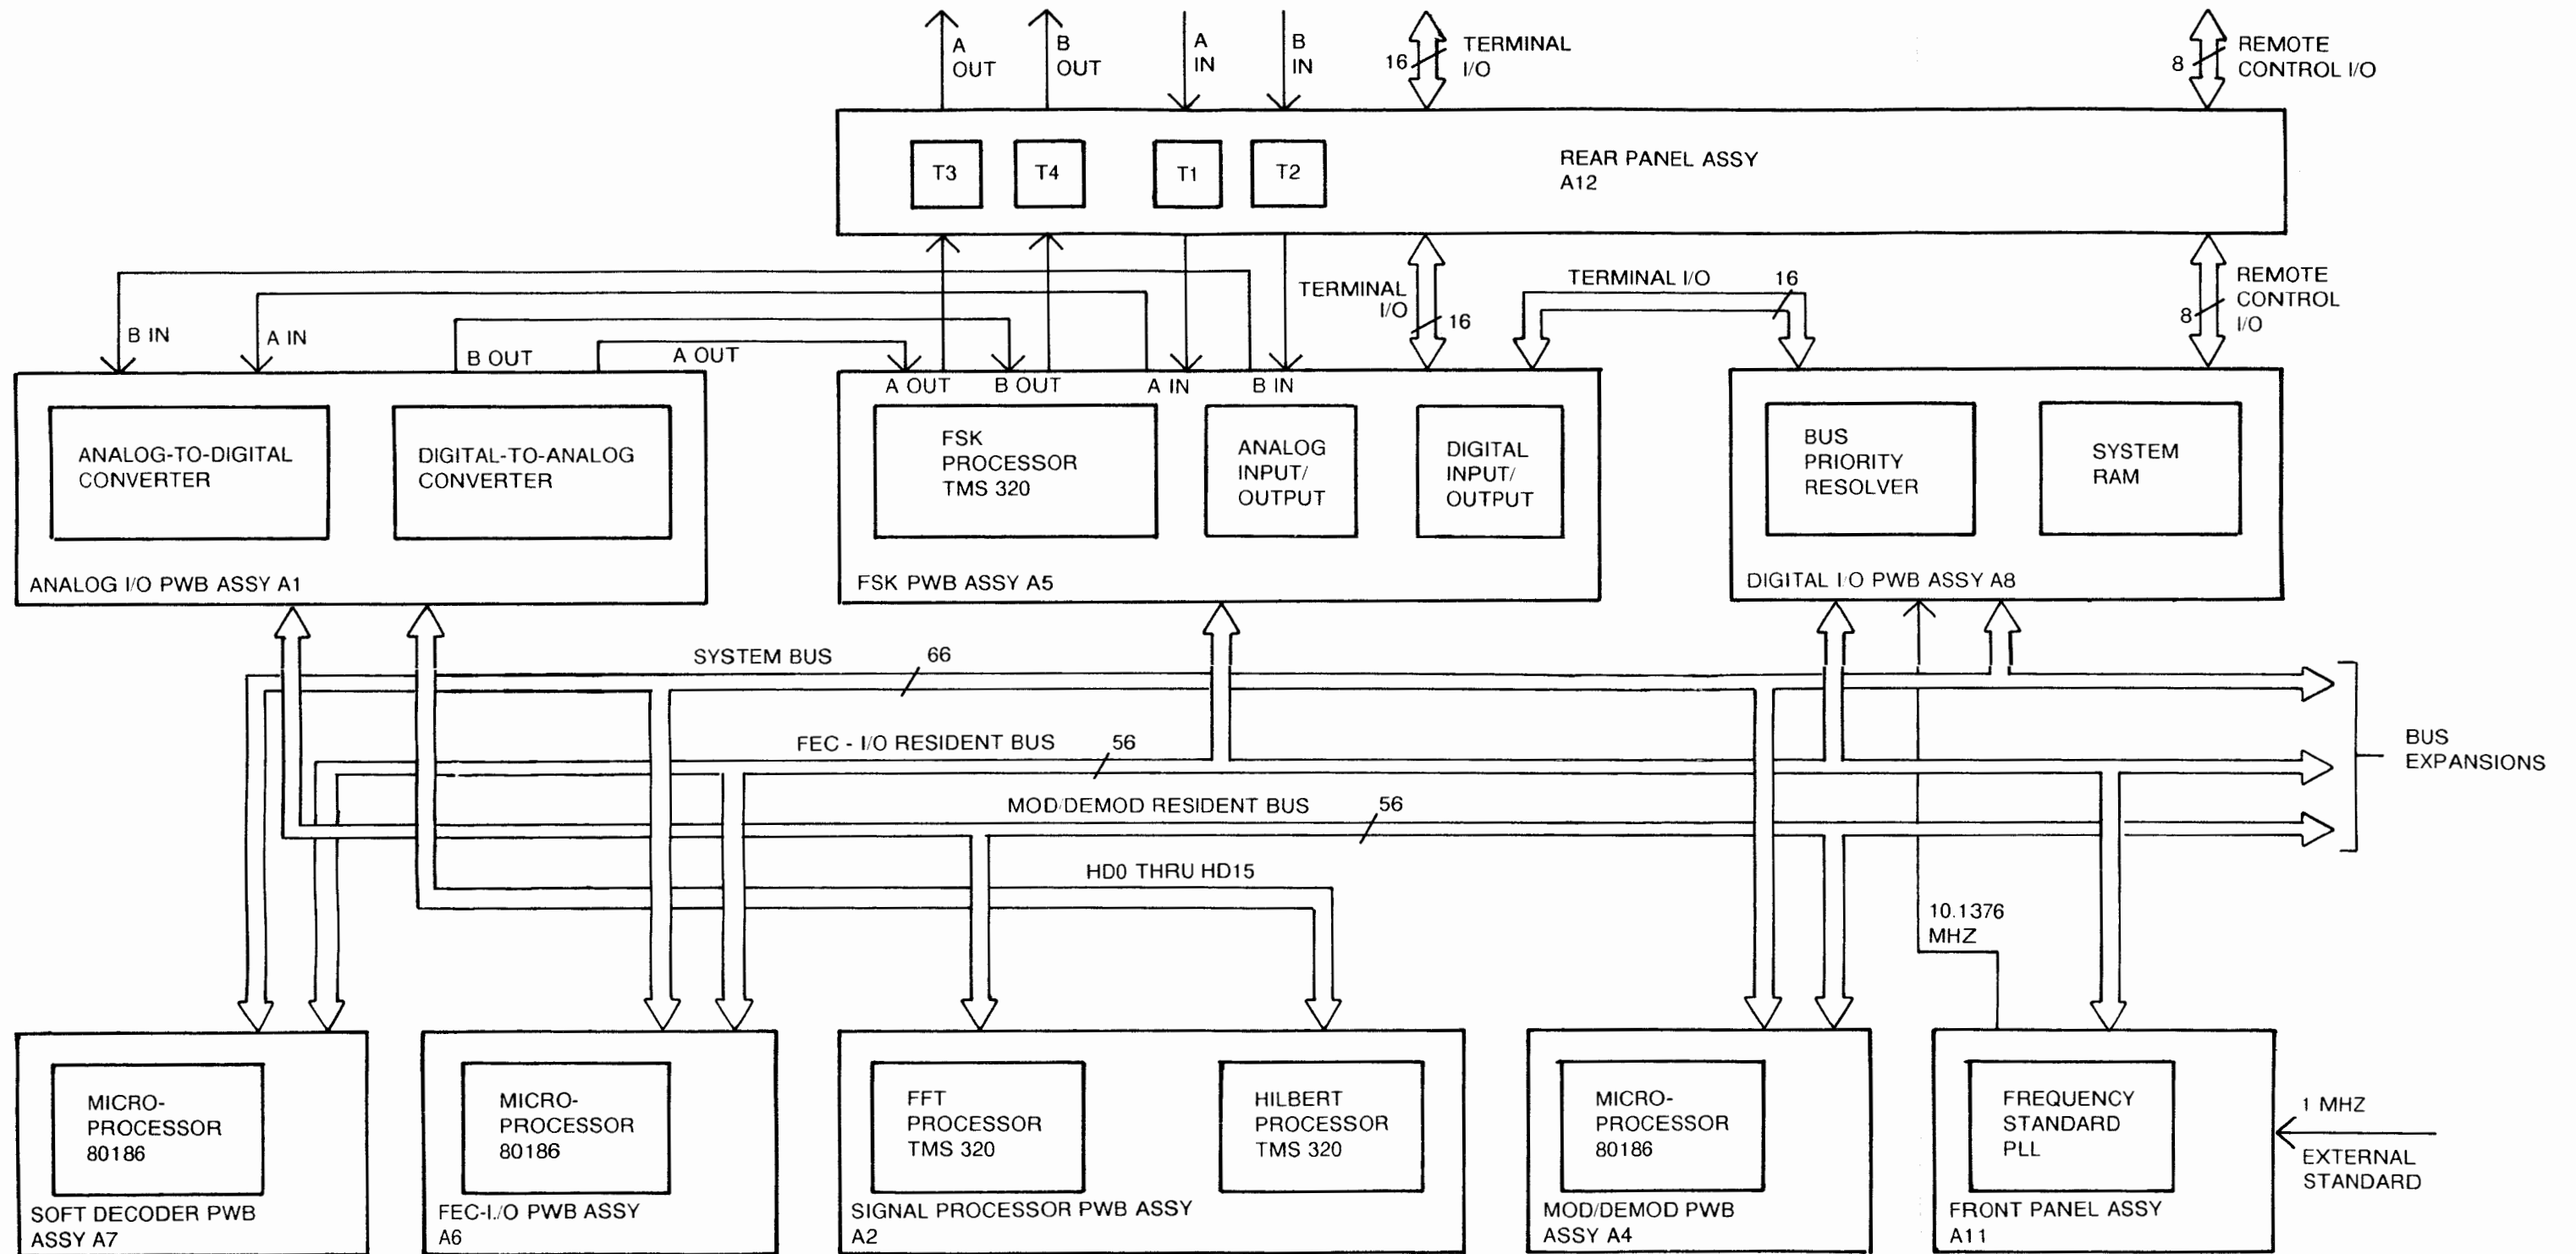 A
OUT
B
OUT
A
IN
B
IN
16
TERMINAL
I/O
8
REMOTE
CONTROL I/O
T3
T4
T1
T2
REAR PANEL ASSY
A12
B IN
A IN
B OUT
A OUT
TERMINAL
I/O
16
TERMINAL I/O
16
8
REMOTE
CONTROL
I/O
A OUT
B OUT
A IN
B IN
ANALOG-TO-DIGITAL
CONVERTER
DIGITAL-TO-ANALOG
CONVERTER
ANALOG I/O PWB ASSY A1
FSK
PROCESSOR
TMS 320
ANALOG
INPUT/
OUTPUT
DIGITAL
INPUT/
OUTPUT
FSK PWB ASSY A5
BUS
PRIORITY
RESOLVER
SYSTEM
RAM
DIGITAL I/O PWB ASSY A8
SYSTEM BUS
66
FEC - I/O RESIDENT BUS
56
MOD/DEMOD RESIDENT BUS
56
HD0 THRU HD15
BUS
EXPANSIONS
10.1376
MHZ
MICRO-
PROCESSOR
80186
SOFT DECODER PWB
ASSY A7
MICRO-
PROCESSOR
80186
FEC-I./O PWB ASSY
A6
FFT
PROCESSOR
TMS 320
HILBERT
PROCESSOR
TMS 320
SIGNAL PROCESSOR PWB ASSY
A2
MICRO-
PROCESSOR
80186
MOD/DEMOD PWB
ASSY A4
FREQUENCY
STANDARD
PLL
FRONT PANEL ASSY
A11
1 MHZ
EXTERNAL
STANDARD